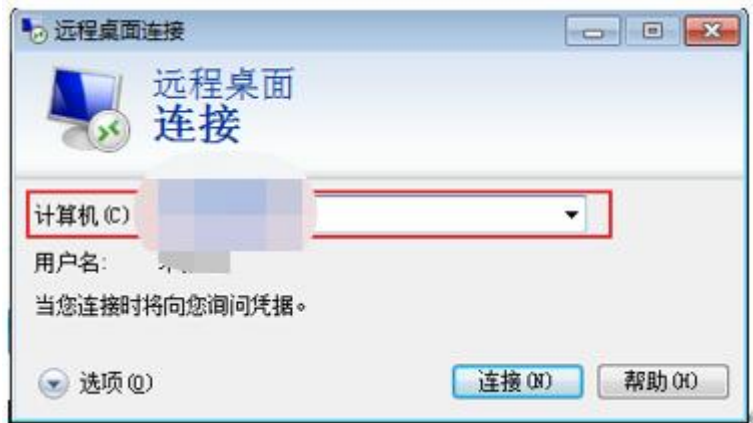 远程桌面连接
远程桌面
连接
计算机(C)
用户名:
当您连接时将向您询问凭据。
选项(O)
连接(N) 帮助(H)